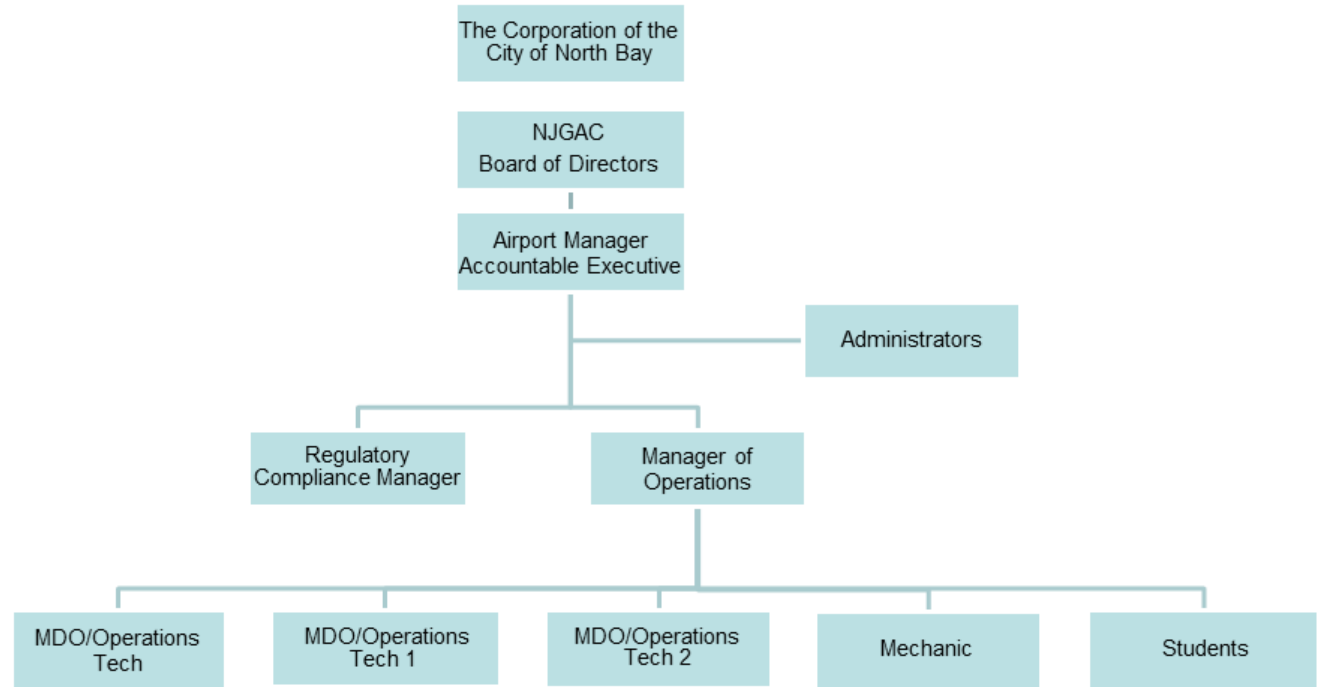 The Corporation of the
City of North Bay
NJGAC
Board of Directors
Airport Manager
Accountable Executive
Administrators
Regulatory
Compliance Manager
Manager of
Operations
MDO/Operations
Tech
MDO/Operations
Tech 1
MDO/Operations
Tech 2
Mechanic
Students